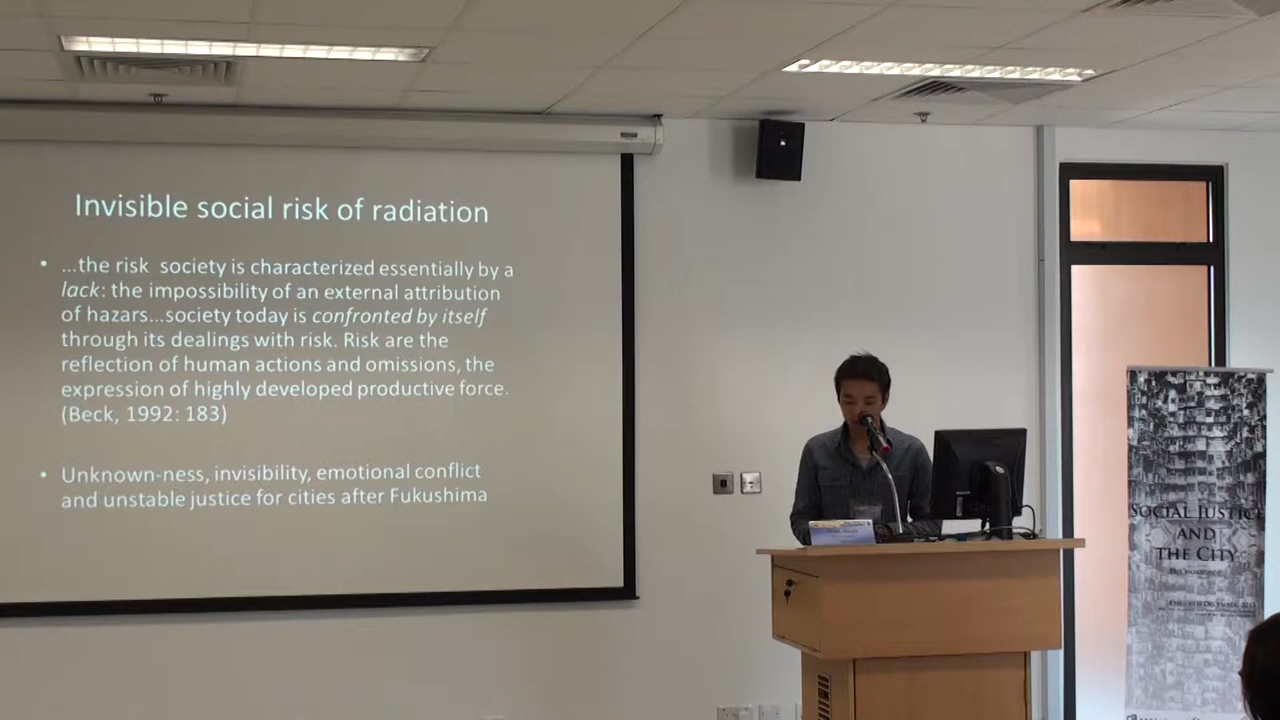 Invisible social risk of radiation
• ...the risk society is characterized essentially by a
lack: the impossibility of an external attribution
of hazars...society today is confronted by itself
through its dealings with risk. Risk are the
reflection of human actions and omissions, the
expression of highly developed productive force.
(Beck, 1992: 183)
• Unknown-ness, invisibility, emotional conflict
and unstable justice for cities after Fukushima
SOCIAL JUSTICE
AND
THE CITY